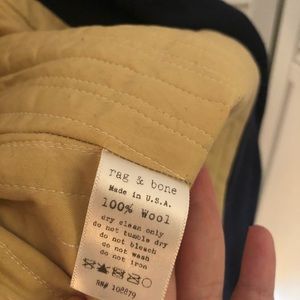 rag & bone
Made in U.S.A.
100% Wool
dry clean only
do not tumble dry
do not bleach
do not wash
do not iron
RN# 108879